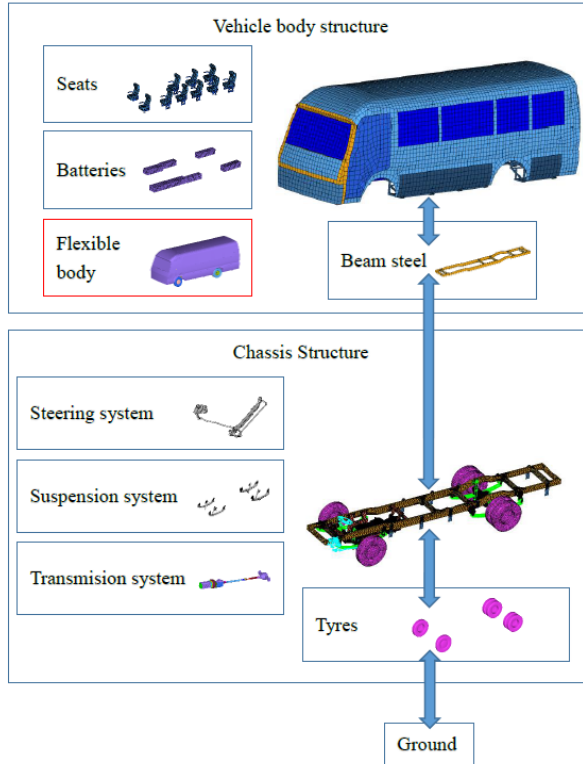 Vehicle body structure
Seats
Batteries
Flexible
body
Beam steel
Chassis Structure
Steering system
Suspension system
Transmision system
Tyres
Ground